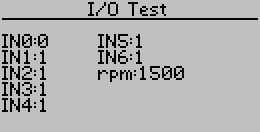 I/O Test
IN0:0 IN5:1
IN1:1 IN6:1
IN2:1 rpm:1500
IN3:1
IN4:1